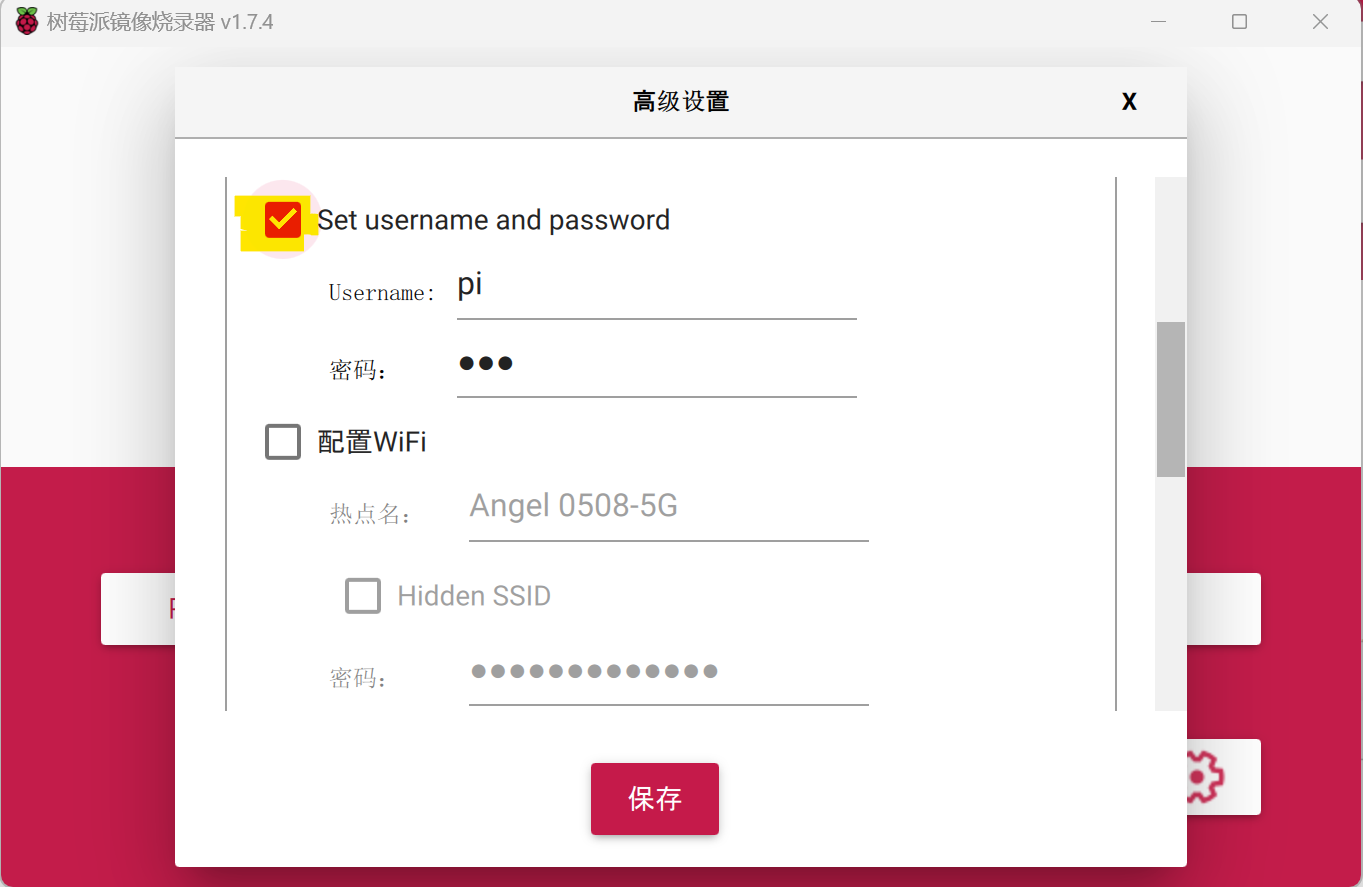 树莓派镜像烧录器 v1.7.4
高级设置 X
Set username and password
Username: pi
密码： ●●●
配置WiFi
热点名： Angel 0508-5G
Hidden SSID
密码： ●●●●●●●●●●●●●
保存